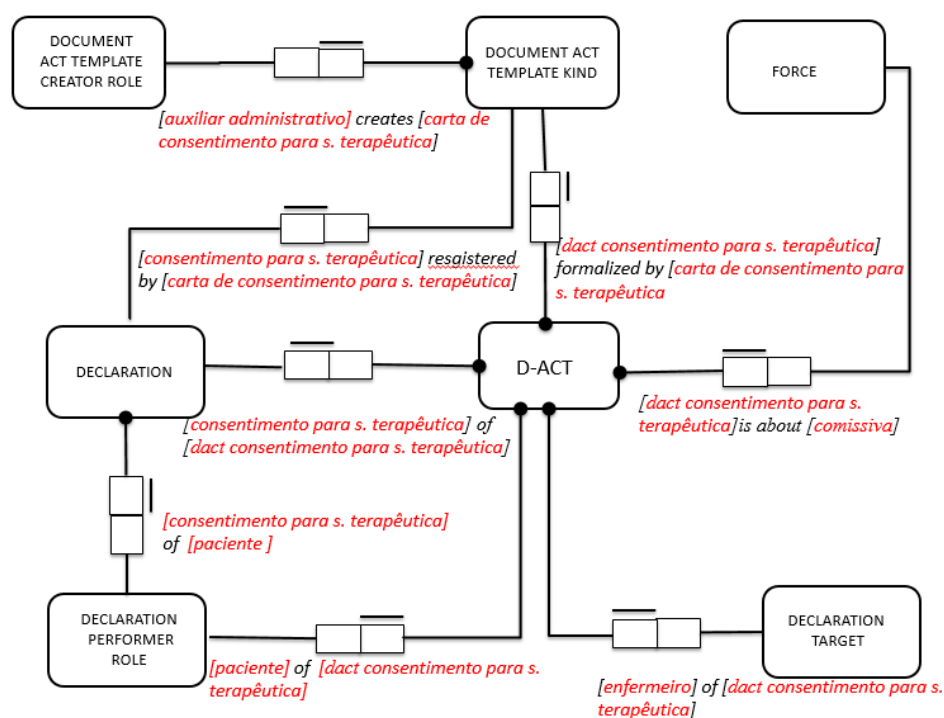 DOCUMENT
ACT TEMPLATE
CREATOR ROLE
DOCUMENT ACT
TEMPLATE KIND
FORCE
[auxiliar administrativo] creates [carta de
consentimento para s. terapêutica]
[consentimento para s. terapêutica] resgistered
by [carta de consentimento para s. terapêutica]
[dact consentimento para s. terapêutica]
formalized by [carta de consentimento para
s. terapêutica
DECLARATION
D-ACT
[consentimento para s. terapêutica] of
[dact consentimento para s. terapêutica]
[dact consentimento para s.
terapêutica]is about [comissiva]
[consentimento para s. terapêutica]
of [paciente ]
DECLARATION
PERFORMER
ROLE
DECLARATION
TARGET
[paciente] of [dact consentimento para s.
terapêutica]
[enfermeiro] of [dact consentimento para s.
terapêutica]